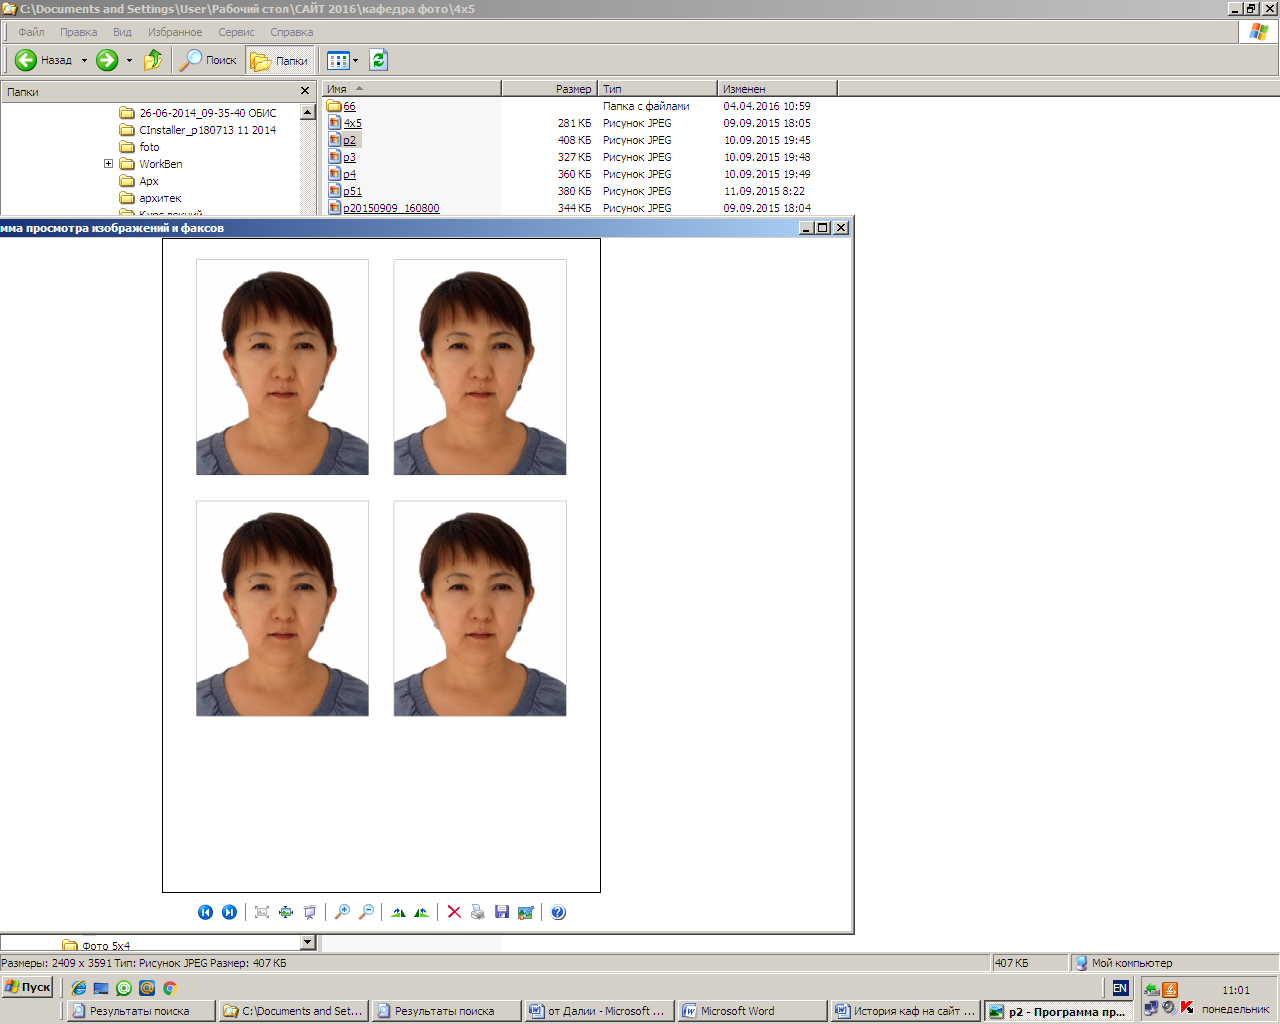 C:\Documents and Settings\User\Рабочий стол\САЙТ 2016\кафедра фото\4x5
Файл Правка Вид Избранное Сервис Справка
Назад Поиск Папки
Папки
Имя Размер Тип Изменен
26-06-2014_09-35-40 ОБИС
CInstaller_p180713 11 2014
foto
WorkBen
Арх
архитек
Курс лекций
66 Папка с файлами 04.04.2016 10:59
4x5 281 КБ Рисунок JPEG 09.09.2015 18:05
p2 408 КБ Рисунок JPEG 10.09.2015 19:45
p3 327 КБ Рисунок JPEG 10.09.2015 19:48
p4 360 КБ Рисунок JPEG 10.09.2015 19:49
p51 380 КБ Рисунок JPEG 11.09.2015 8:22
p20150909_160800 344 КБ Рисунок JPEG 09.09.2015 18:04
мма просмотра изображений и факсов
Фото 5x4
Размеры: 2409 x 3591 Тип: Рисунок JPEG Размер: 407 КБ 407 КБ Мой компьютер
Пуск EN 11:01
понедельник
Результаты поиска C:\Documents and Set... Результаты поиска от Далии - Microsoft ... Microsoft Word История каф на сайт ... p2 - Программа пр...